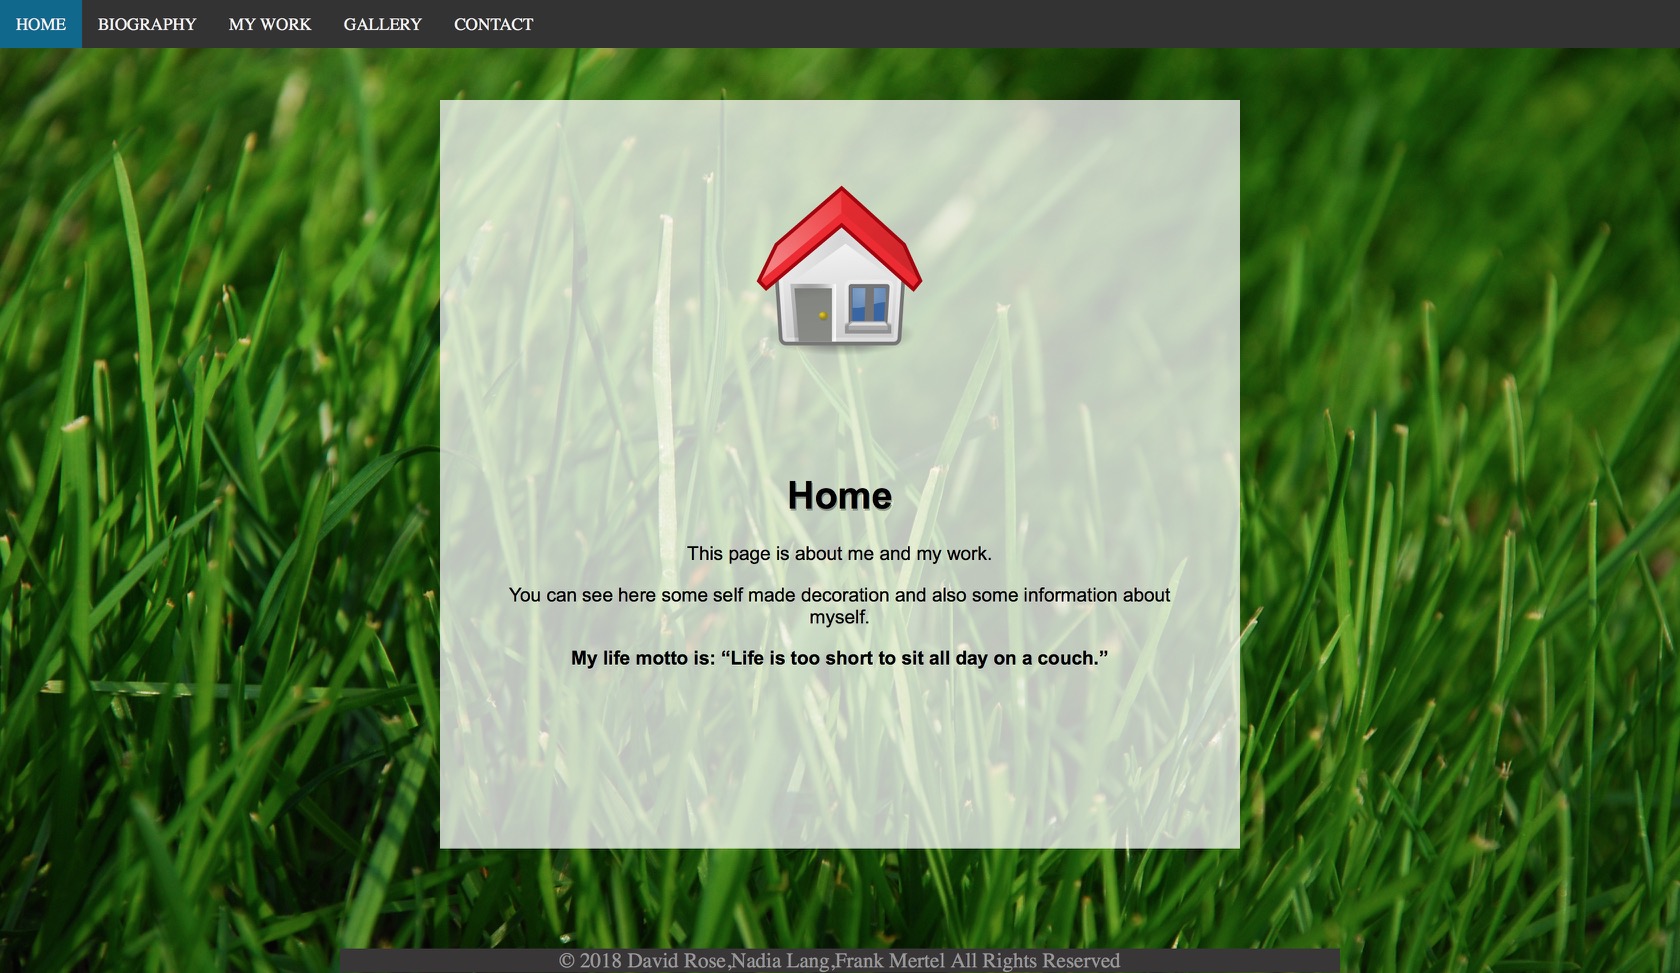 HOME BIOGRAPHY MY WORK GALLERY CONTACT
Home
This page is about me and my work.
You can see here some self made decoration and also some information about
myself.
My life motto is: “Life is too short to sit all day on a couch.”
© 2018 David Rose,Nadia Lang,Frank Mertel All Rights Reserved